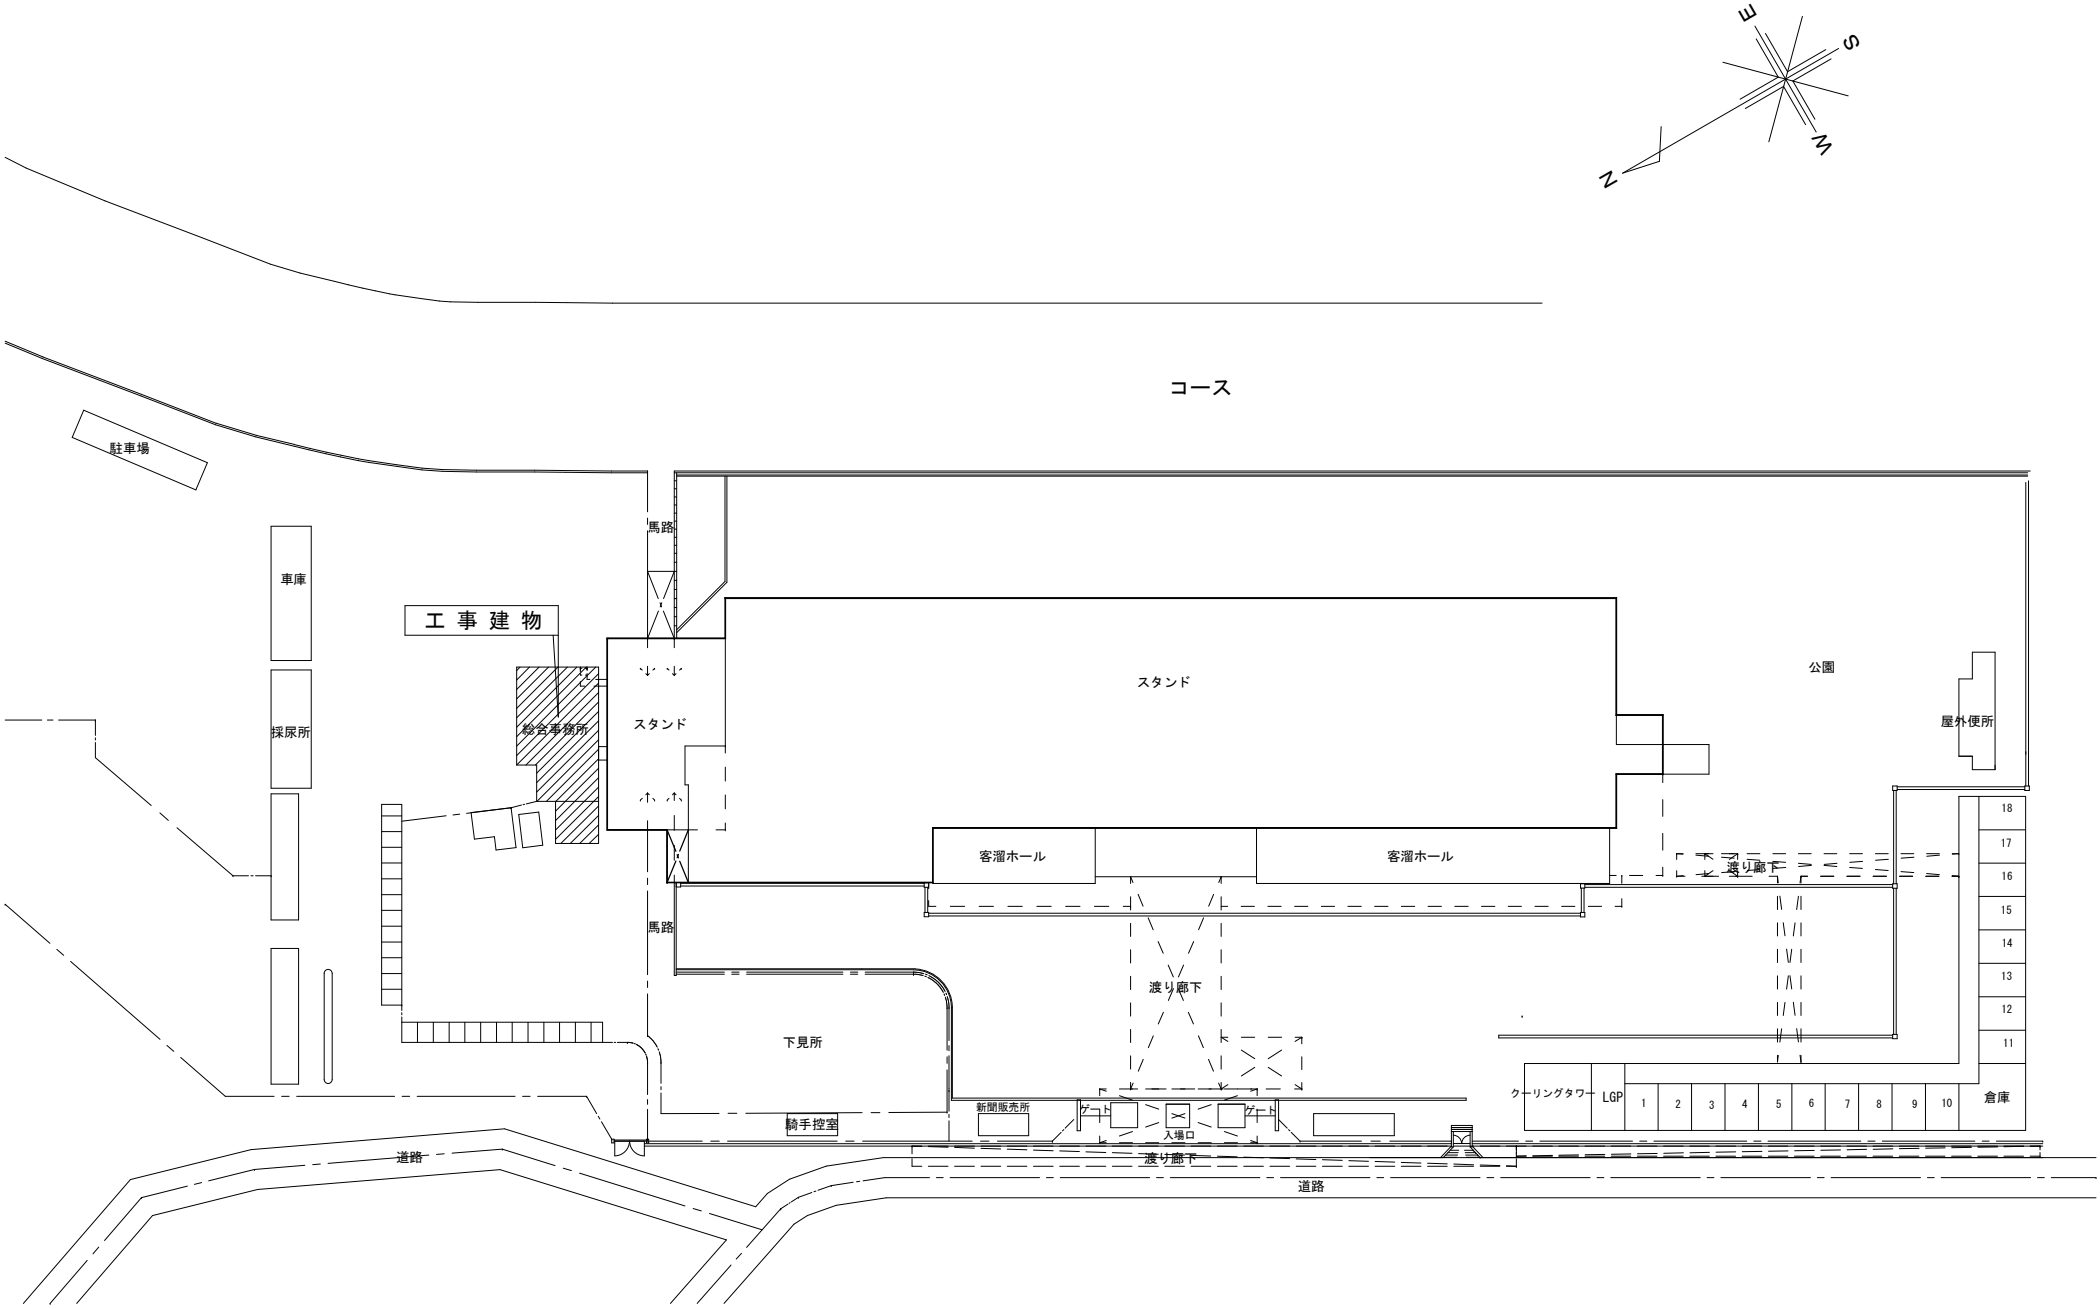 E
S
W
N
コース
駐車場
馬路
車庫
工事建物
公園
スタンド
スタンド
採尿所
総合事務所
屋外便所
18
17
客溜ホール
客溜ホール
渡り廊下
16
15
馬路
14
13
渡り廊下
12
下見所
11
クーリングタワー
LGP
1
2
3
4
5
6
7
8
9
10
倉庫
新聞販売所
ゲート
ゲート
騎手控室
入場口
道路
渡り廊下
道路